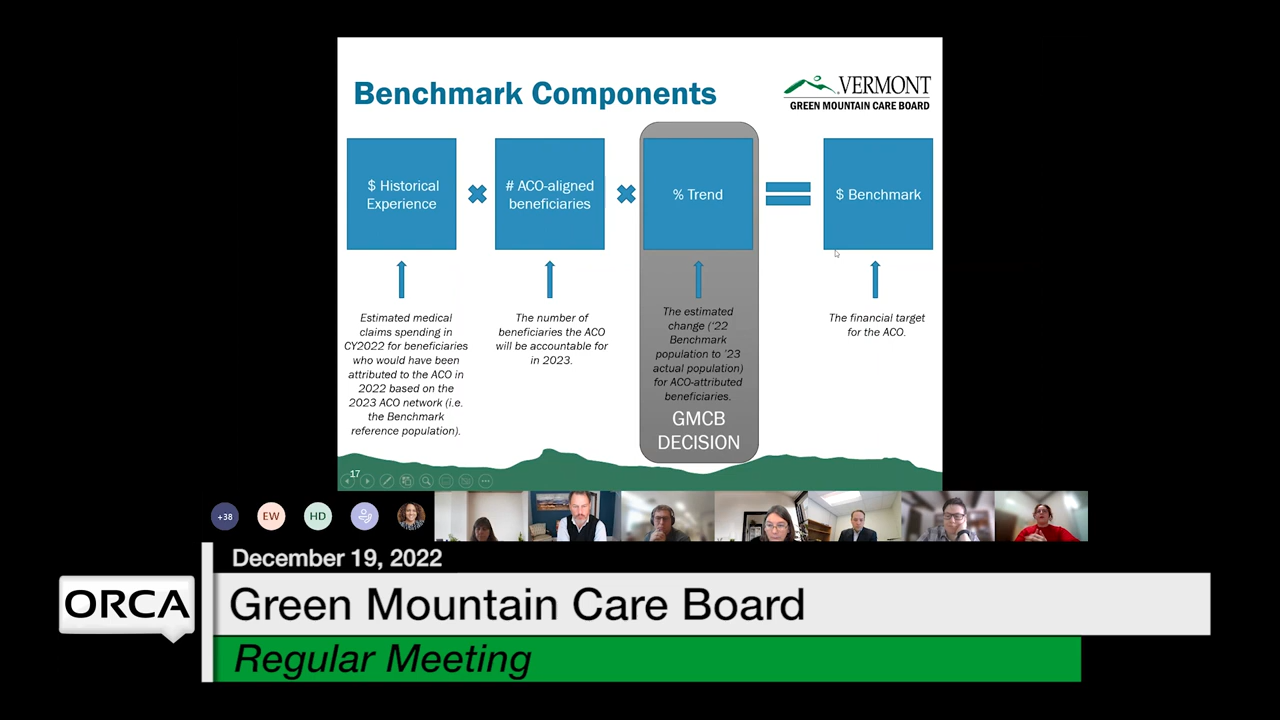 Benchmark Components
VERMONT
GREEN MOUNTAIN CARE BOARD
$ Historical
Experience
# ACO-aligned
beneficiaries
% Trend
$ Benchmark
Estimated medical
claims spending in
CY2022 for beneficiaries
who would have been
attributed to the ACO in
2022 based on the
2023 ACO network (i.e.
the Benchmark
reference population).
The number of
beneficiaries the ACO
will be accountable for
in 2023.
The estimated
change ('22
Benchmark
population to '23
actual population)
for ACO-attributed
beneficiaries.
GMCB
DECISION
The financial target
for the ACO.
17
+38
EW
HD
December 19, 2022
ORCA
Green Mountain Care Board
Regular Meeting